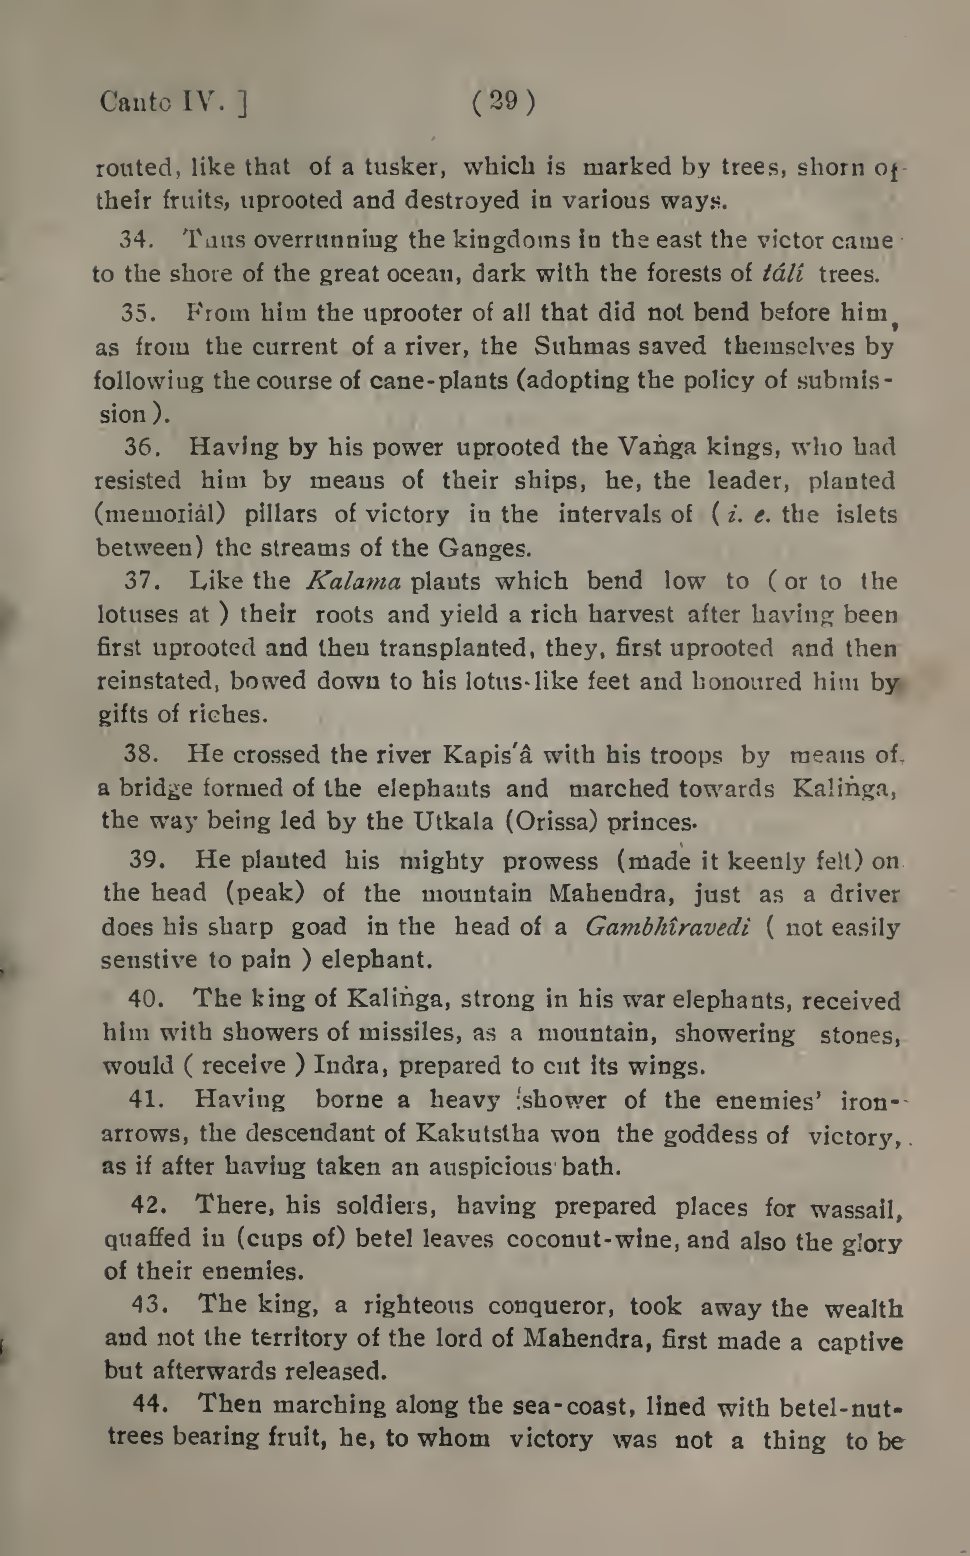 Canto IV. ] (29)
routed, like that of a tusker, which is marked by trees, shorn of
their fruits, uprooted and destroyed in various ways.
34. Thus overrunning the kingdoms in the east the victor came
to the shore of the great ocean, dark with the forests of tálî trees.
35. From him the uprooter of all that did not bend before him,
as from the current of a river, the Suhmas saved themselves by
following the course of cane-plants (adopting the policy of submis-
sion ).
36. Having by his power uprooted the Vaṅga kings, who had
resisted him by means of their ships, he, the leader, planted
(memorial) pillars of victory in the intervals of ( i. e. the islets
between) the streams of the Ganges.
37. Like the Kalama plants which bend low to ( or to the
lotuses at ) their roots and yield a rich harvest after having been
first uprooted and then transplanted, they, first uprooted and then
reinstated, bowed down to his lotus-like feet and honoured him by
gifts of riches.
38. He crossed the river Kapis'â with his troops by means of
a bridge formed of the elephants and marched towards Kaliṅga,
the way being led by the Utkala (Orissa) princes.
39. He planted his mighty prowess (made it keenly felt) on
the head (peak) of the mountain Mahendra, just as a driver
does his sharp goad in the head of a Gambhîravedi ( not easily
senstive to pain ) elephant.
40. The king of Kaliṅga, strong in his war elephants, received
him with showers of missiles, as a mountain, showering stones,
would ( receive ) Indra, prepared to cut its wings.
41. Having borne a heavy shower of the enemies' iron-
arrows, the descendant of Kakutstha won the goddess of victory,
as if after having taken an auspicious bath.
42. There, his soldiers, having prepared places for wassail,
quaffed in (cups of) betel leaves coconut-wine, and also the glory
of their enemies.
43. The king, a righteous conqueror, took away the wealth
and not the territory of the lord of Mahendra, first made a captive
but afterwards released.
44. Then marching along the sea-coast, lined with betel-nut-
trees bearing fruit, he, to whom victory was not a thing to be